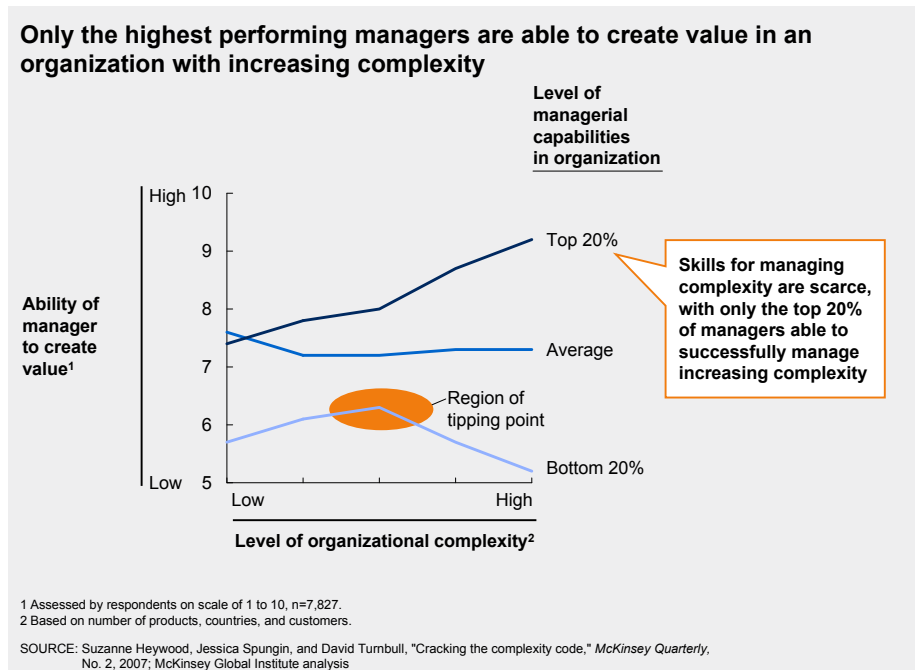 Only the highest performing managers are able to create value in an
organization with increasing complexity
Level of
managerial
capabilities
in organization
High 10
9
8
7
6
Low 5
Ability of
manager
to create
value¹
Top 20%
Average
Region of
tipping point
Bottom 20%
Skills for managing
complexity are scarce,
with only the top 20%
of managers able to
successfully manage
increasing complexity
Low High
Level of organizational complexity²
1 Assessed by respondents on scale of 1 to 10, n=7,827.
2 Based on number of products, countries, and customers.
SOURCE: Suzanne Heywood, Jessica Spungin, and David Turnbull, "Cracking the complexity code," McKinsey Quarterly,
No. 2, 2007; McKinsey Global Institute analysis